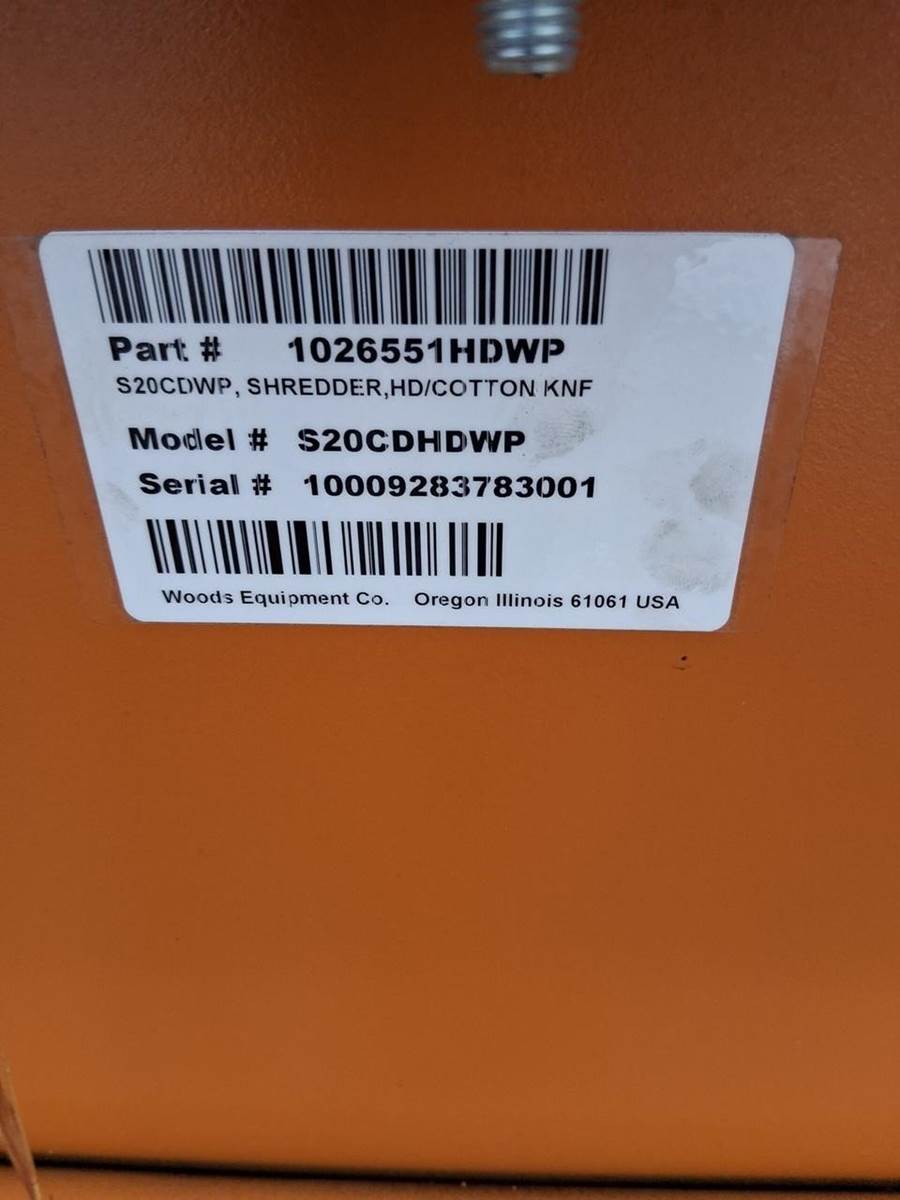 Part # 1026551HDWP
S20CDWP, SHREDDER,HD/COTTON KNF
Model # S20CDHDWP
Serial # 10009283783001
Woods Equipment Co. Oregon Illinois 61061 USA